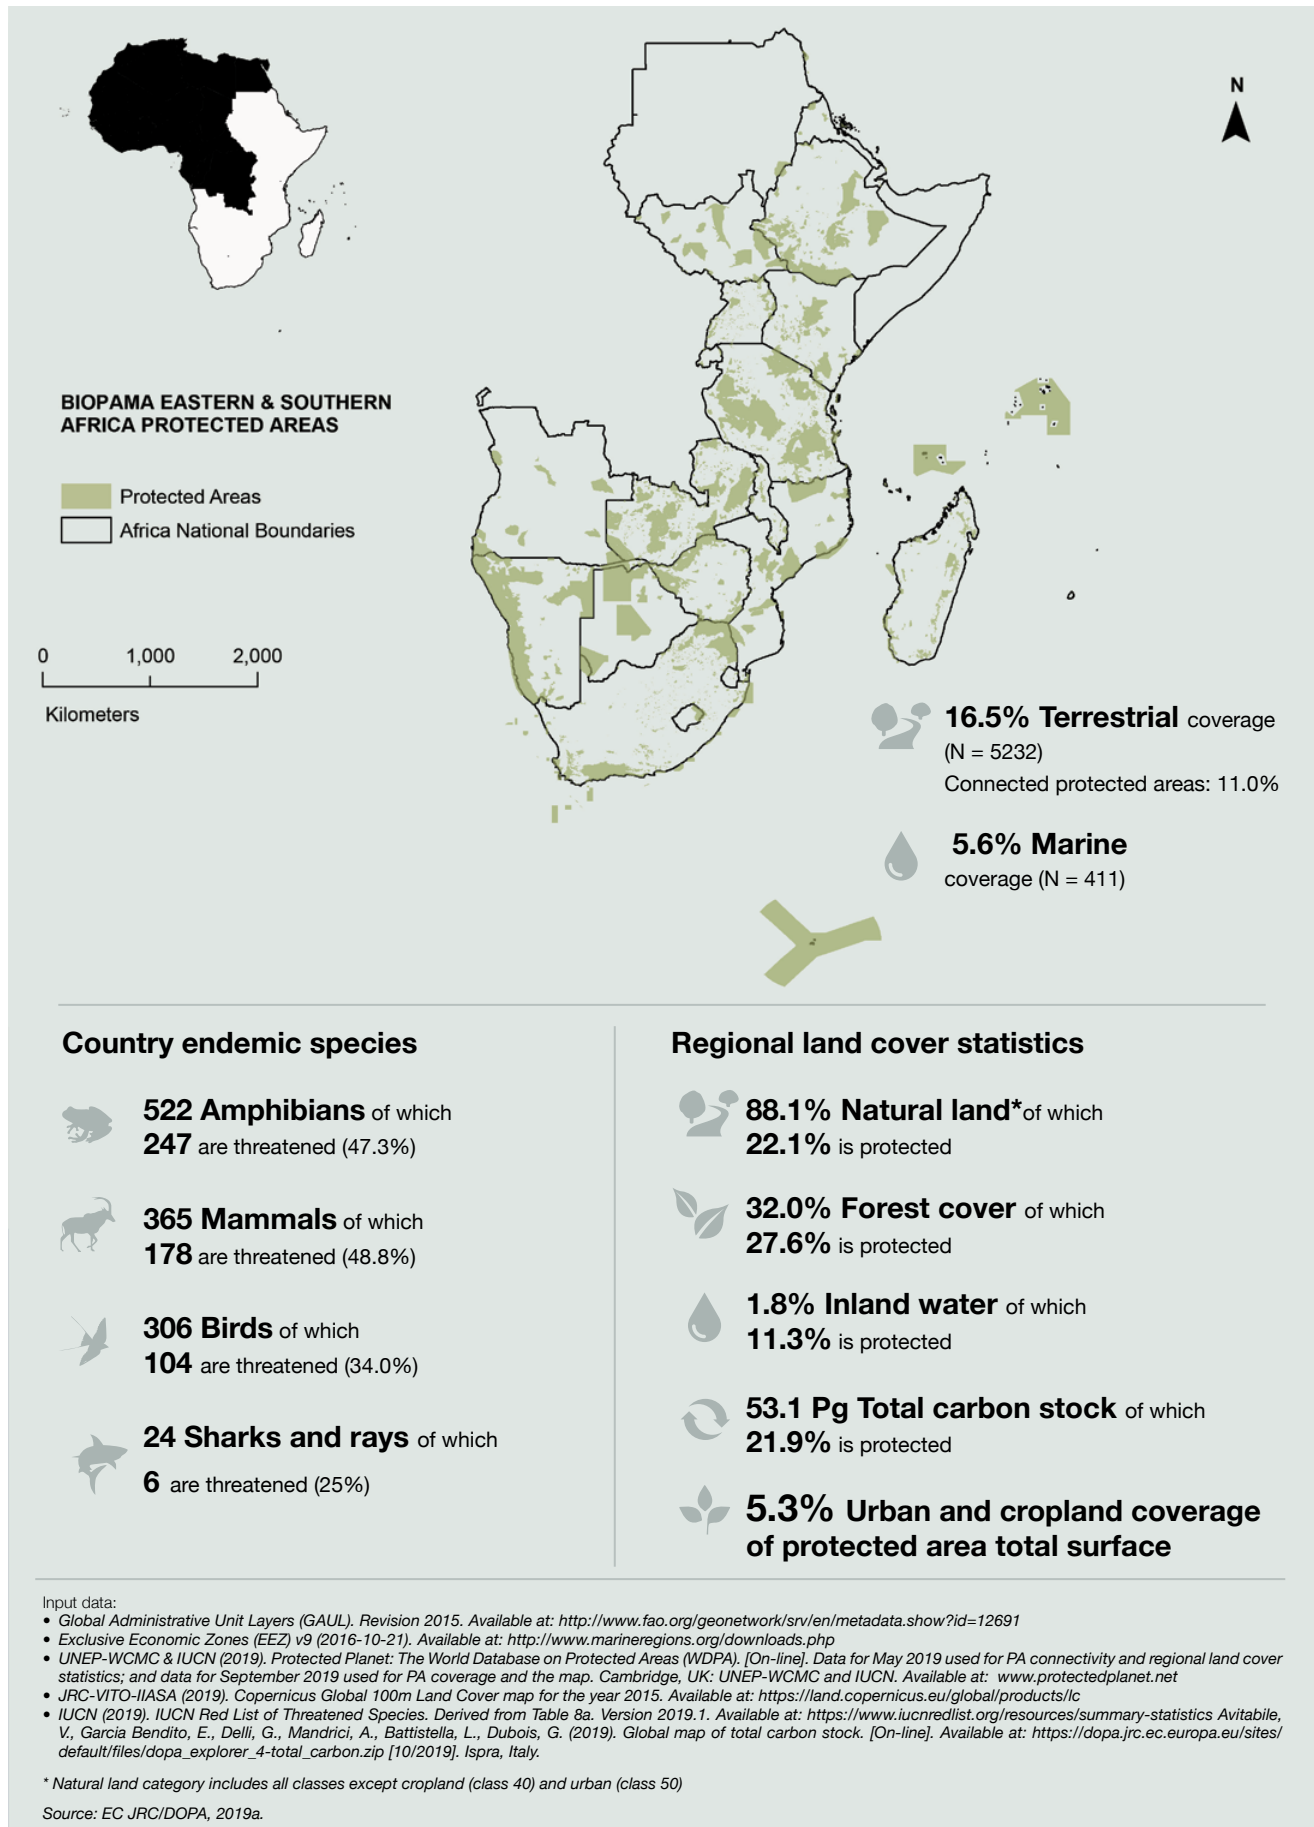 N
BIOPAMA EASTERN & SOUTHERN
AFRICA PROTECTED AREAS
Protected Areas
Africa National Boundaries
0 1,000 2,000
Kilometers
16.5% Terrestrial coverage
(N = 5232)
Connected protected areas: 11.0%
5.6% Marine
coverage (N = 411)
Country endemic species
522 Amphibians of which
247 are threatened (47.3%)
365 Mammals of which
178 are threatened (48.8%)
306 Birds of which
104 are threatened (34.0%)
24 Sharks and rays of which
6 are threatened (25%)
Regional land cover statistics
88.1% Natural land*of which
22.1% is protected
32.0% Forest cover of which
27.6% is protected
1.8% Inland water of which
11.3% is protected
53.1 Pg Total carbon stock of which
21.9% is protected
5.3% Urban and cropland coverage
of protected area total surface
Input data:
• Global Administrative Unit Layers (GAUL). Revision 2015. Available at: http://www.fao.org/geonetwork/srv/en/metadata.show?id=12691
• Exclusive Economic Zones (EEZ) v9 (2016-10-21). Available at: http://www.marineregions.org/downloads.php
• UNEP-WCMC & IUCN (2019). Protected Planet: The World Database on Protected Areas (WDPA). [On-line]. Data for May 2019 used for PA connectivity and regional land cover
statistics; and data for September 2019 used for PA coverage and the map. Cambridge, UK: UNEP-WCMC and IUCN. Available at: www.protectedplanet.net
• JRC-VITO-IIASA (2019). Copernicus Global 100m Land Cover map for the year 2015. Available at: https://land.copernicus.eu/global/products/lc
• IUCN (2019). IUCN Red List of Threatened Species. Derived from Table 8a. Version 2019.1. Available at: https://www.iucnredlist.org/resources/summary-statistics Avitabile,
V., Garcia Bendito, E., Delli, G., Mandrici, A., Battistella, L., Dubois, G. (2019). Global map of total carbon stock. [On-line]. Available at: https://dopa.jrc.ec.europa.eu/sites/
default/files/dopa_explorer_4-total_carbon.zip [10/2019]. Ispra, Italy.
* Natural land category includes all classes except cropland (class 40) and urban (class 50)
Source: EC JRC/DOPA, 2019a.